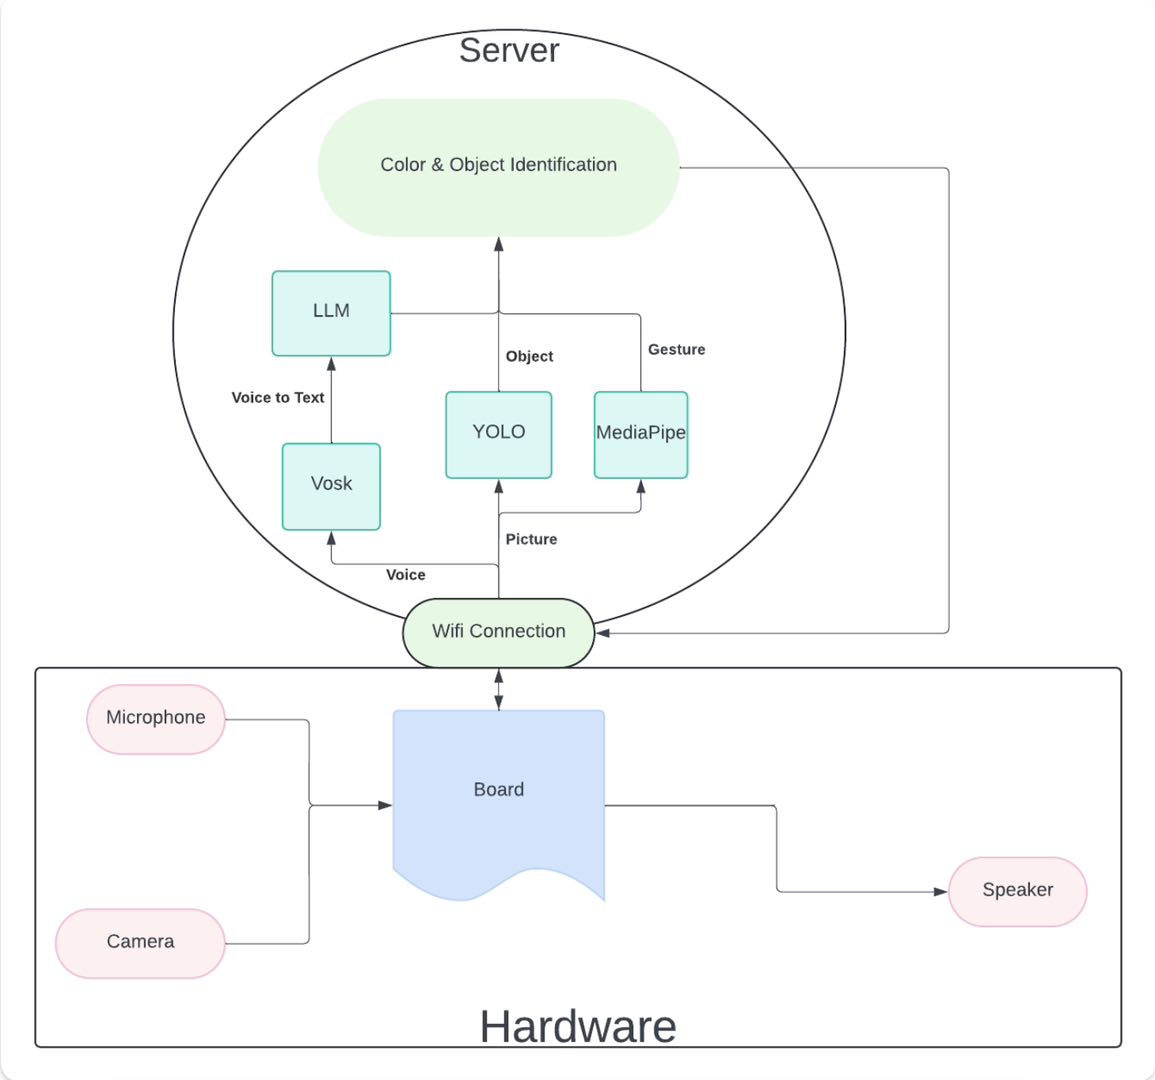 Server
Color & Object Identification
LLM
Object
Gesture
Voice to Text
YOLO
MediaPipe
Vosk
Picture
Voice
Wifi Connection
Microphone
Board
Speaker
Camera
Hardware